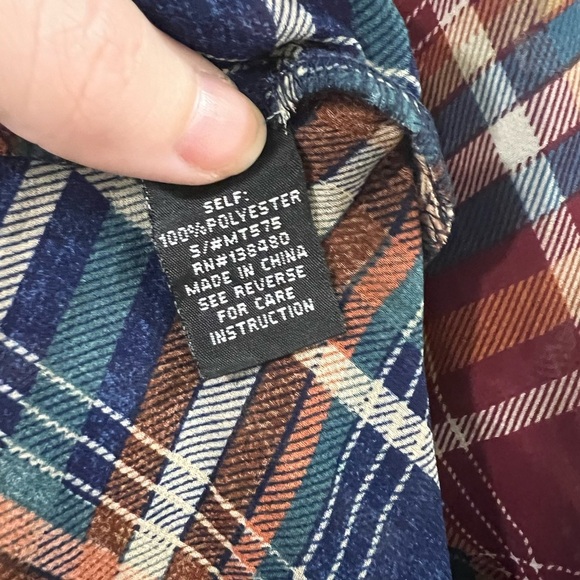 SELF:
100%POLYESTER
S/#MT575
RN#138480
MADE IN CHINA
SEE REVERSE
FOR CARE
INSTRUCTION